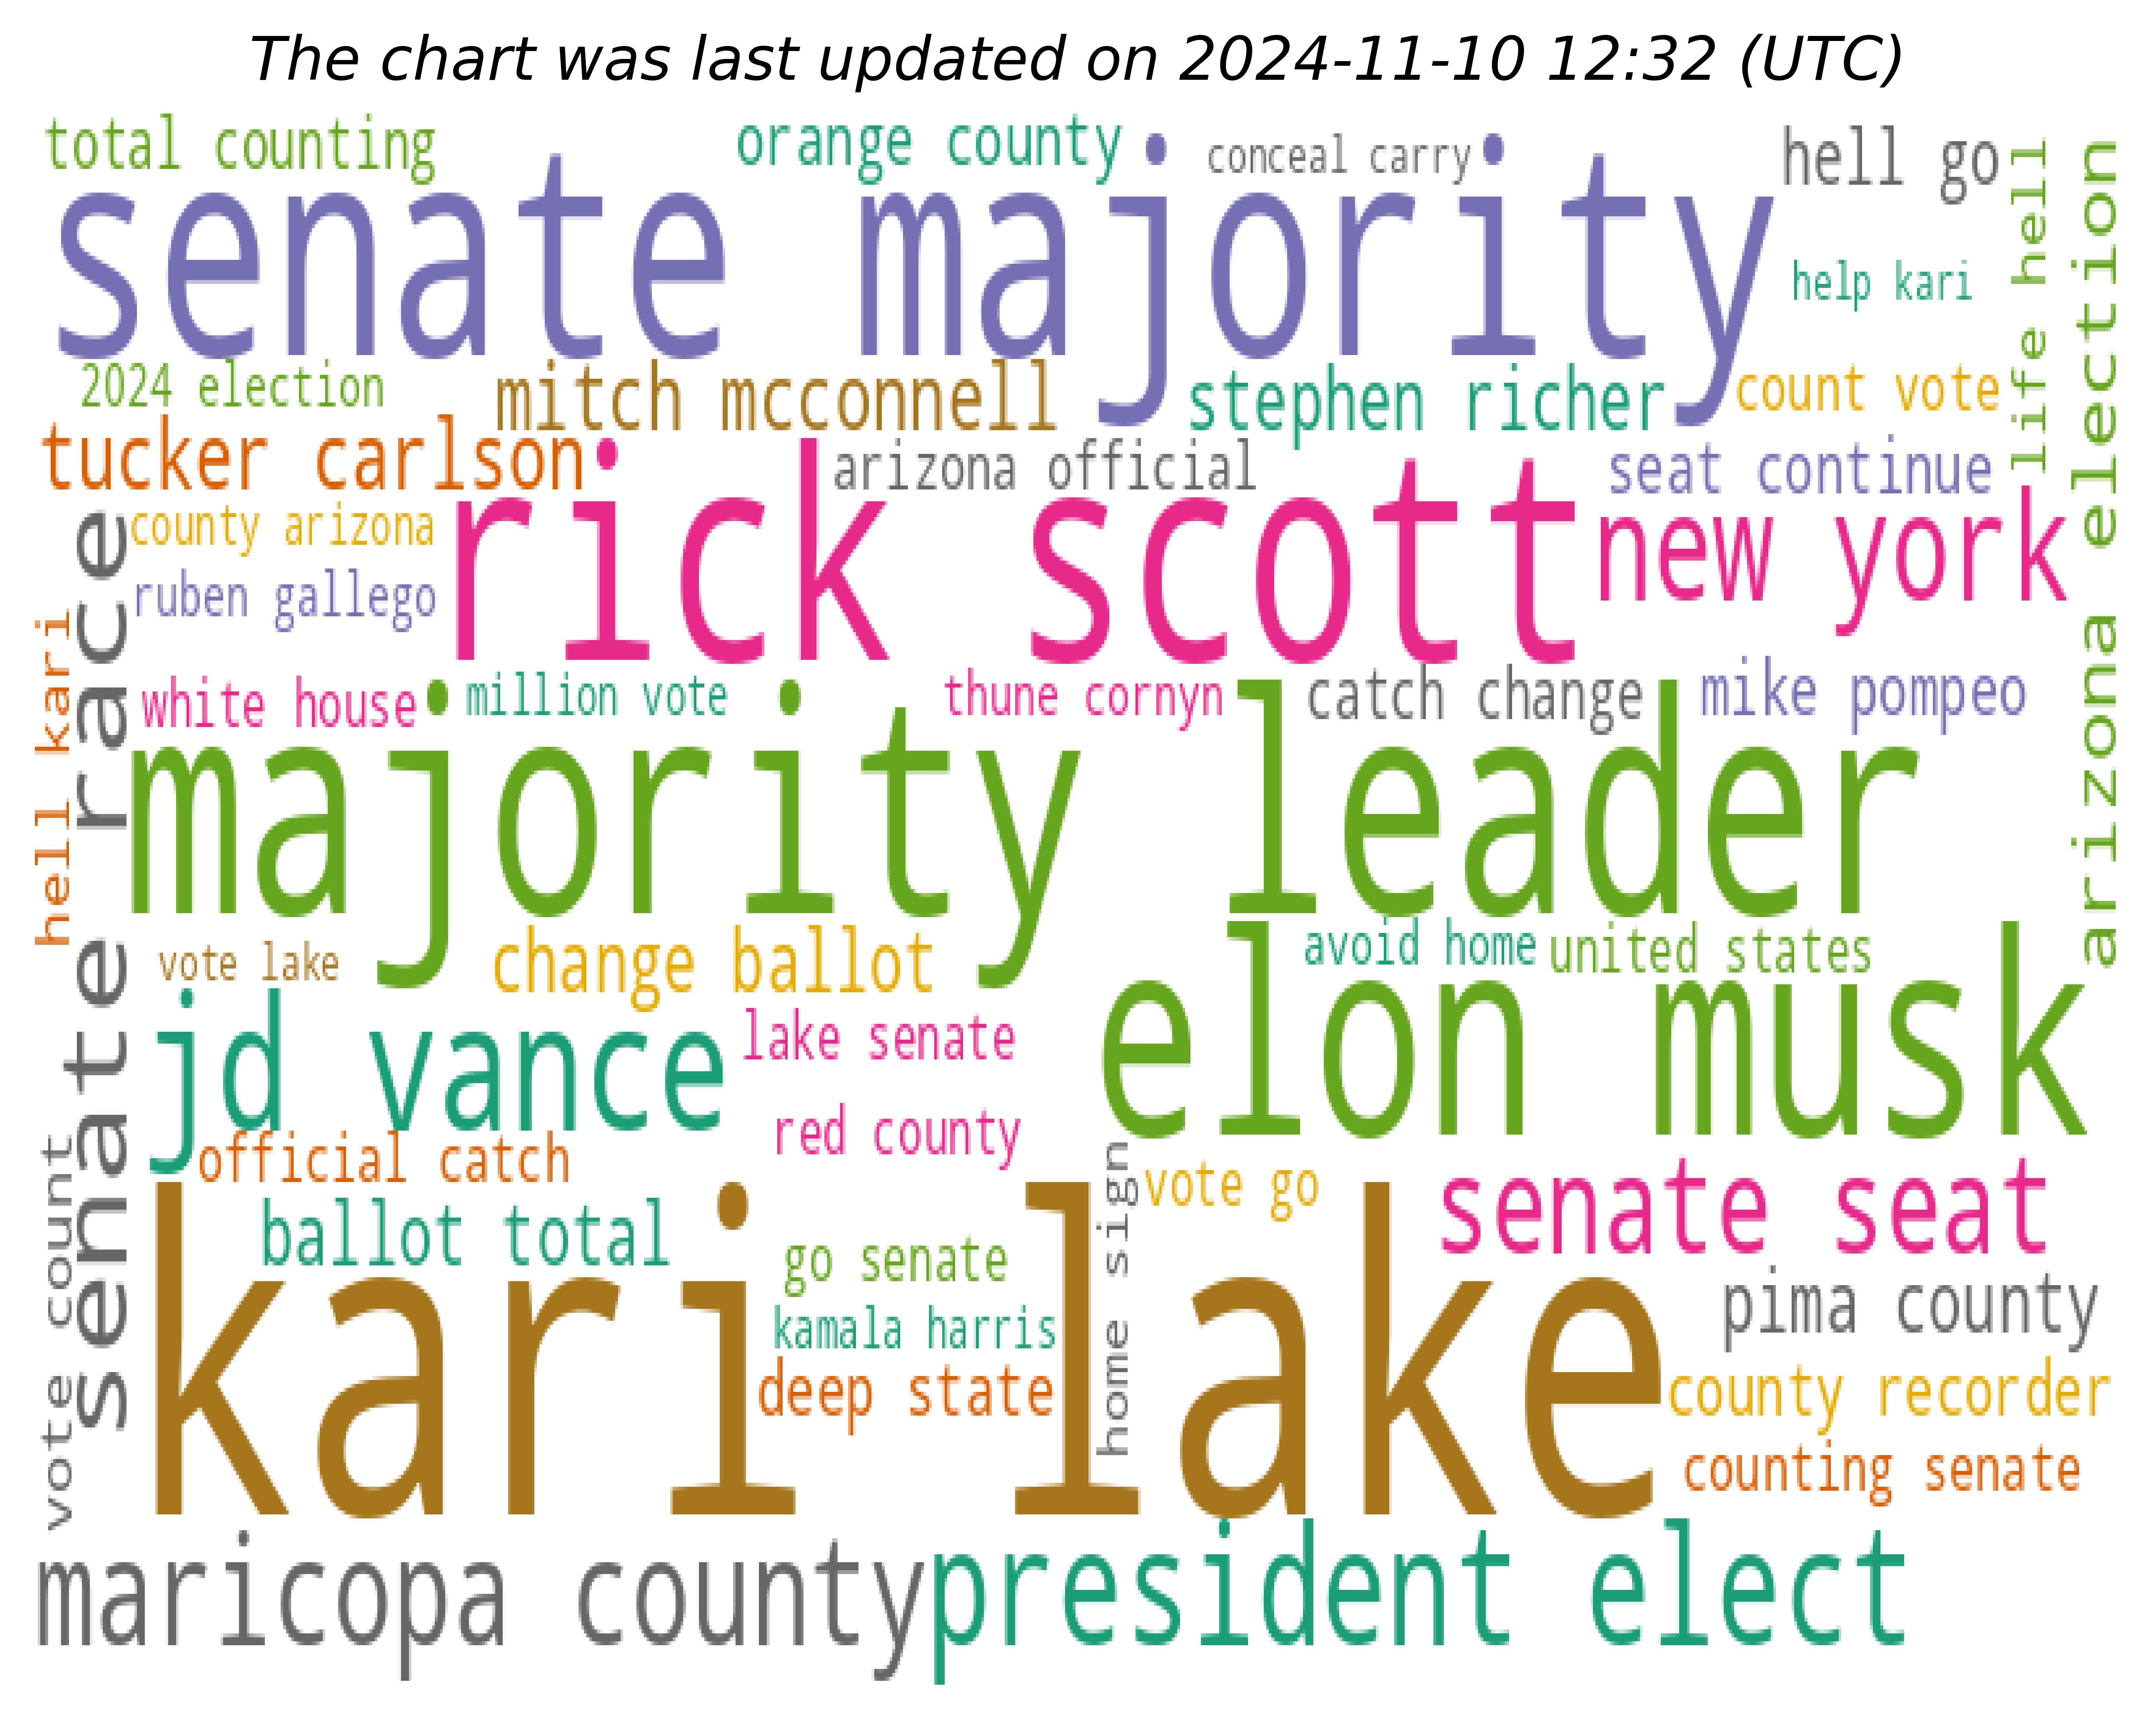 The chart was last updated on 2024-11-10 12:32 (UTC)
total counting
orange county
conceal carry
hell go
senate majority
help kari
life hell
arizona election
2024 election
mitch mcconnell
stephen richer
count vote
tucker carlson
arizona official
seat continue
county arizona
rick scott
new york
ruben gallego
hell kari
senate race
white house
million vote
thune cornyn
catch change
mike pompeo
majority leader
vote lake
change ballot
avoid home
united states
elon musk
jd vance
lake senate
red county
official catch
vote count
home sign
vote go
senate seat
ballot total
go senate
pima county
kari lake
kamala harris
deep state
county recorder
counting senate
maricopa county
president elect